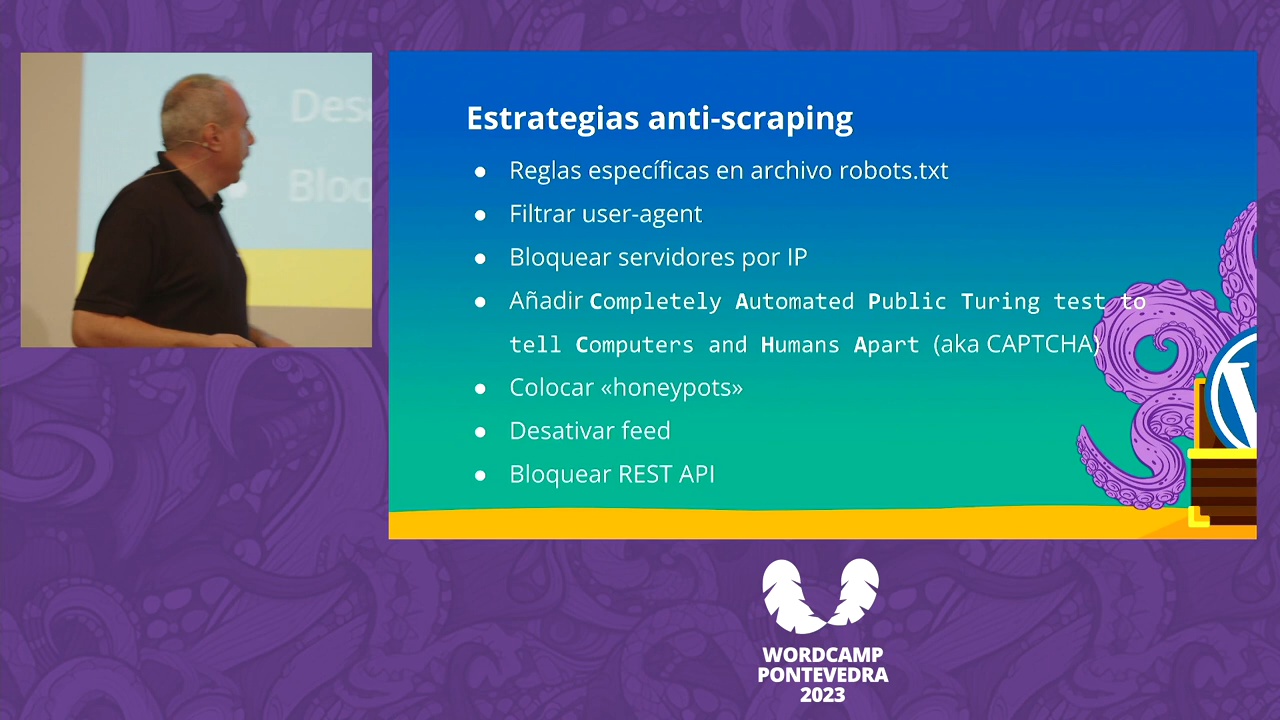 Desa
Bloc
Estrategias anti-scraping
● Reglas específicas en archivo robots.txt
● Filtrar user-agent
● Bloquear servidores por IP
● Añadir Completely Automated Public Turing test to
tell Computers and Humans Apart (aka CAPTCHA)
● Colocar «honeypots»
● Desativar feed
● Bloquear REST API
WORDCAMP
PONTEVEDRA
2023